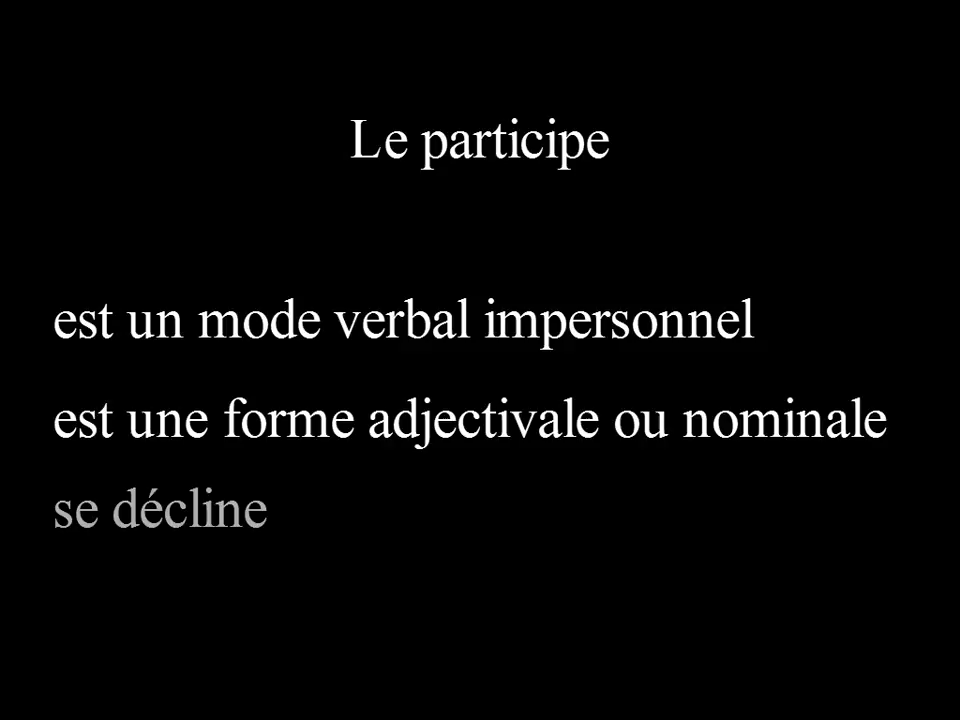 Le participe
est un mode verbal impersonnel
est une forme adjectivale ou nominale
se décline